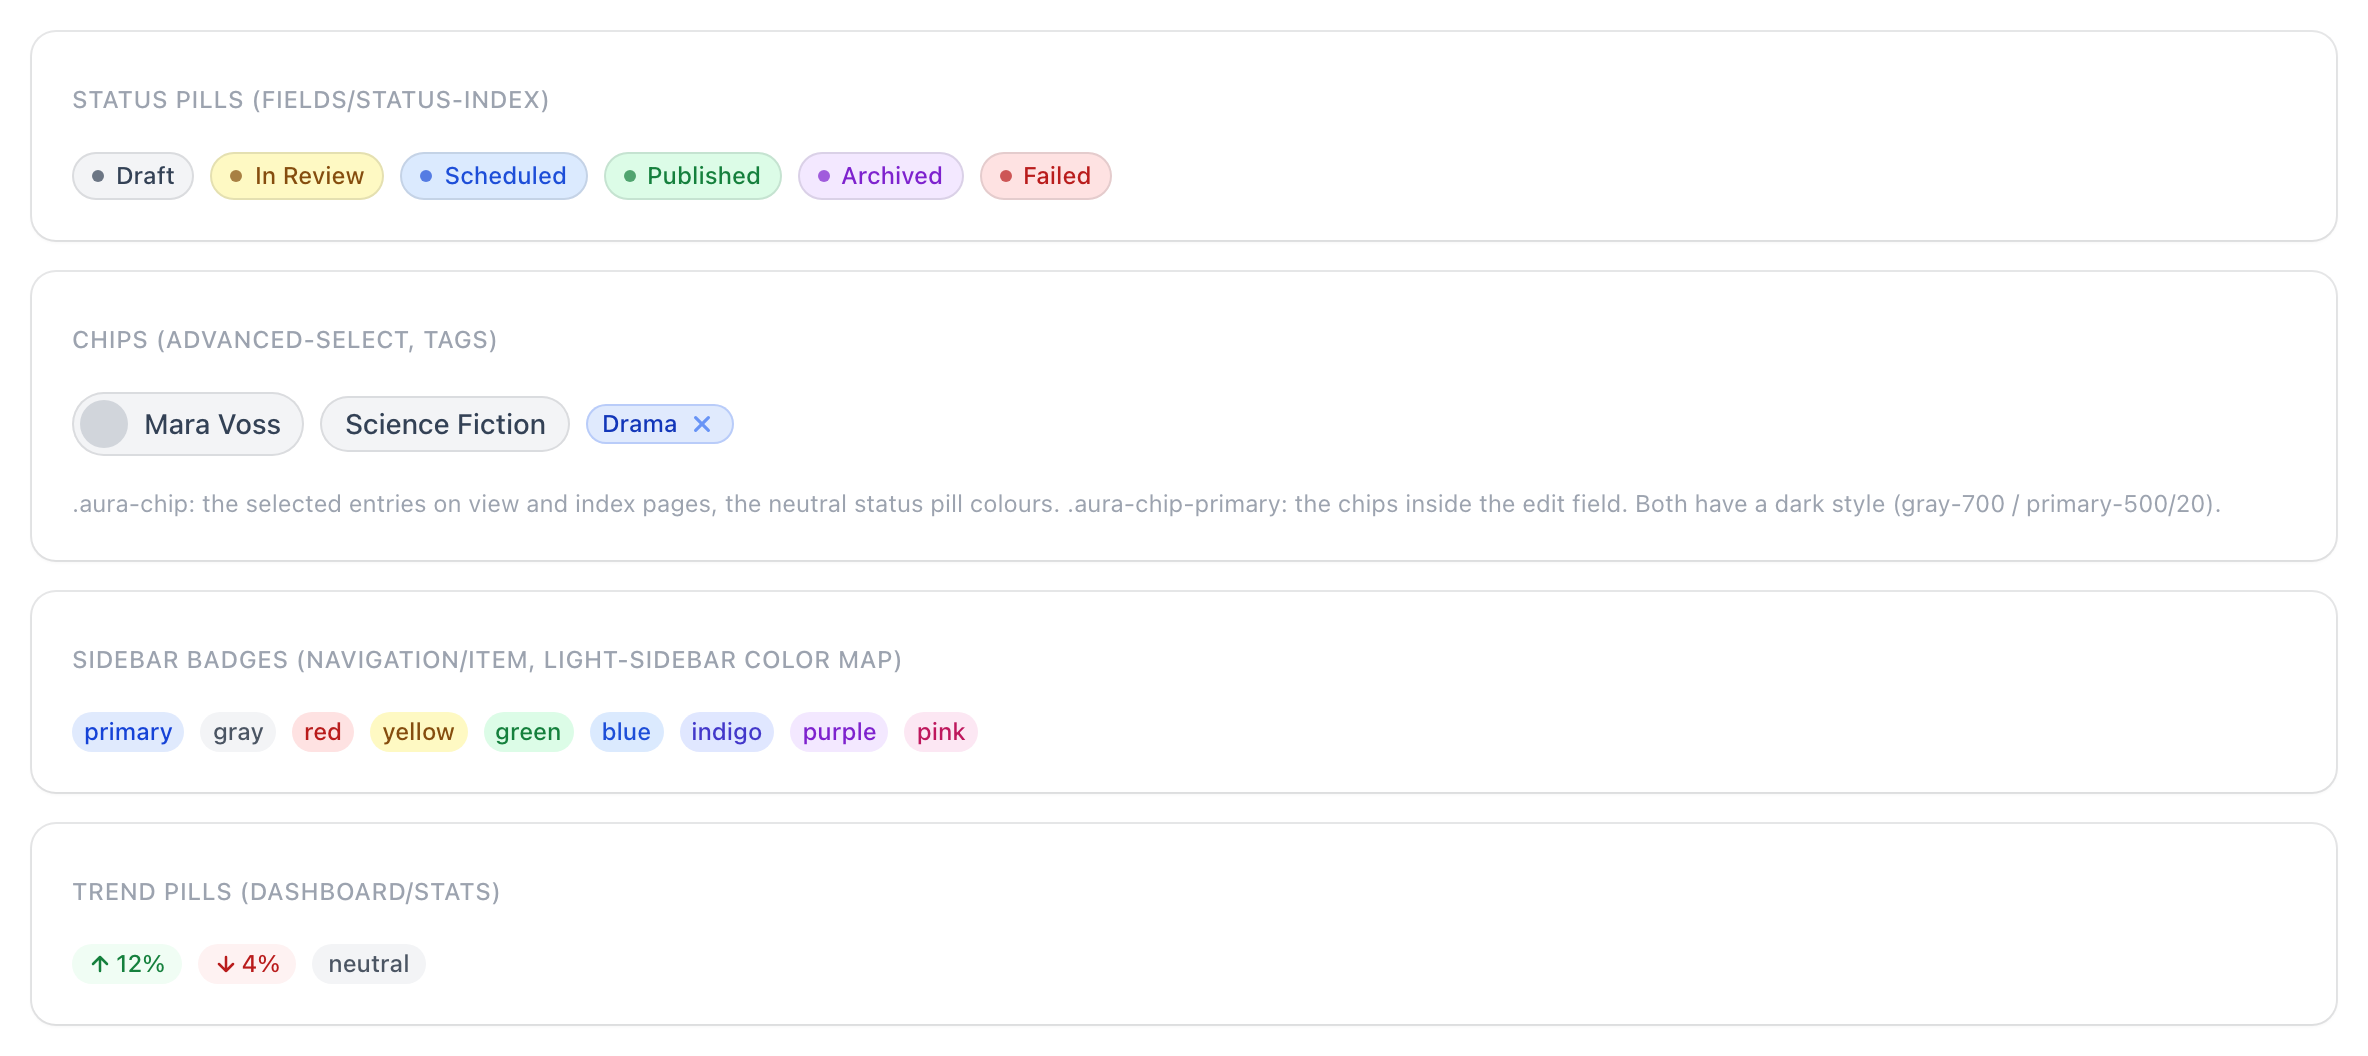 STATUS PILLS (FIELDS/STATUS-INDEX)
Draft In Review Scheduled Published Archived Failed
CHIPS (ADVANCED-SELECT, TAGS)
Mara Voss Science Fiction Drama ✕
.aura-chip: the selected entries on view and index pages, the neutral status pill colours. .aura-chip-primary: the chips inside the edit field. Both have a dark style (gray-700 / primary-500/20).
SIDEBAR BADGES (NAVIGATION/ITEM, LIGHT-SIDEBAR COLOR MAP)
primary gray red yellow green blue indigo purple pink
TREND PILLS (DASHBOARD/STATS)
↑ 12% ↓ 4% neutral